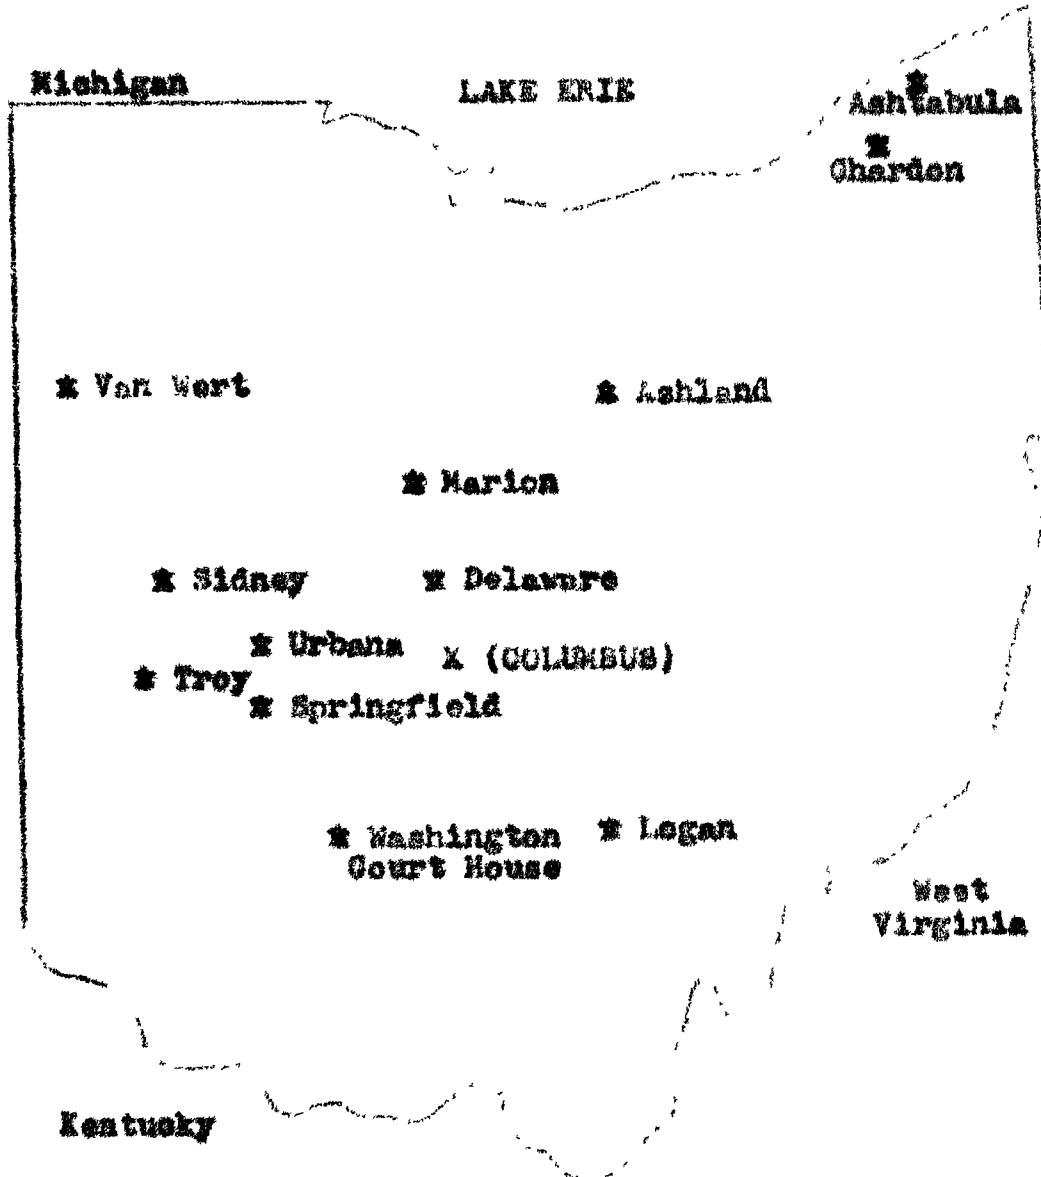 Michigan
LAKE ERIE
* Ashtabula
* Chardon
* Van Wert
* Ashland
* Marion
* Sidney
* Delaware
* Urbana
X (COLUMBUS)
* Troy
* Springfield
* Washington
Court House
* Logan
West
Virginia
Kentucky